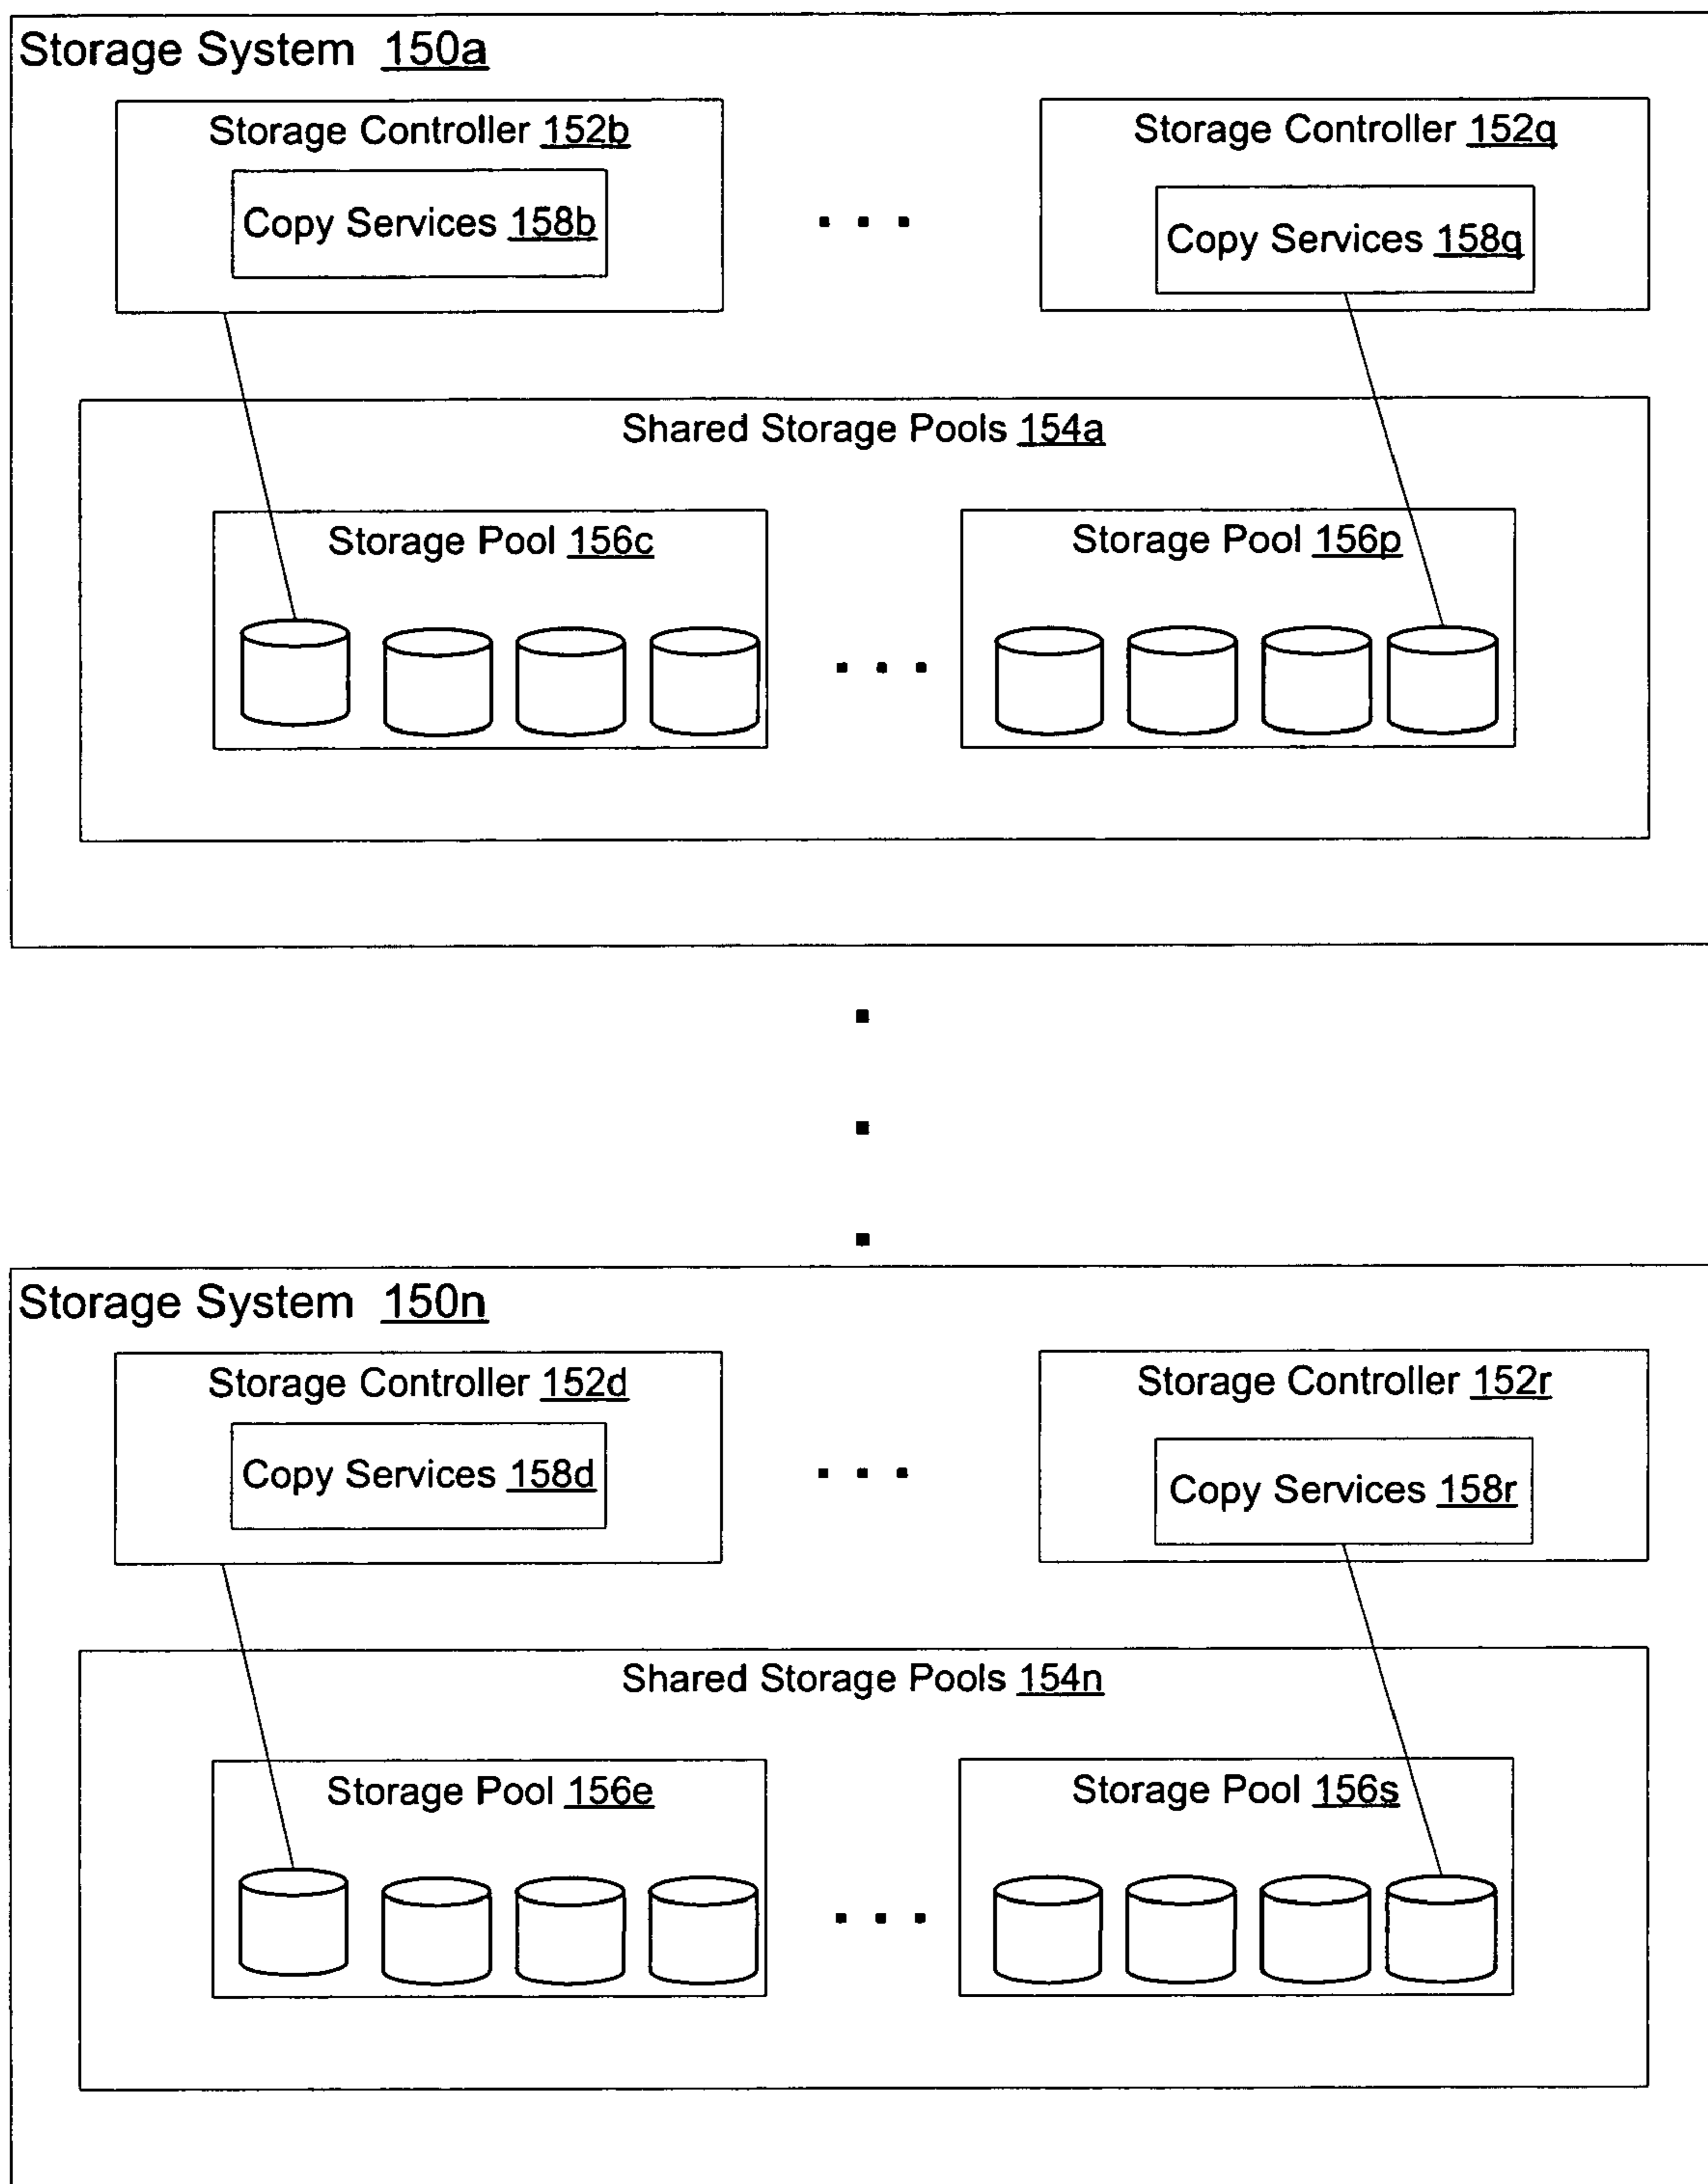 Storage System 150a
Storage Controller 152b
Storage Controller 152q
Copy Services 158b
Copy Services 158q
Shared Storage Pools 154a
Storage Pool 156c
Storage Pool 156p
Storage System 150n
Storage Controller 152d
Storage Controller 152r
Copy Services 158d
Copy Services 158r
Shared Storage Pools 154n
Storage Pool 156e
Storage Pool 156s